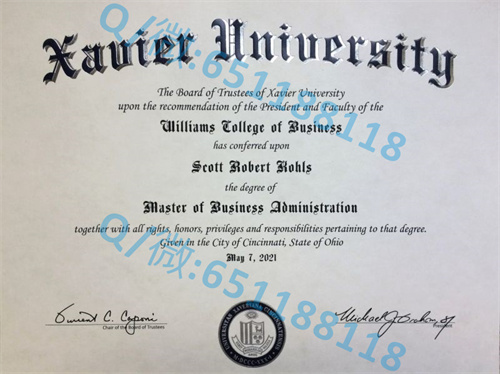 Xavier University
The Board of Trustees of Xavier University
upon the recommendation of the President and Faculty of the
Williams College of Business
has conferred upon
Scott Robert Kohls
the degree of
Master of Business Administration
together with all rights, honors, privileges and responsibilities pertaining to that degree.
Given in the City of Cincinnati, State of Ohio
May 7, 2021
Chair of the Board of Trustees
President
Q/微:651188118
Q/微:651188118